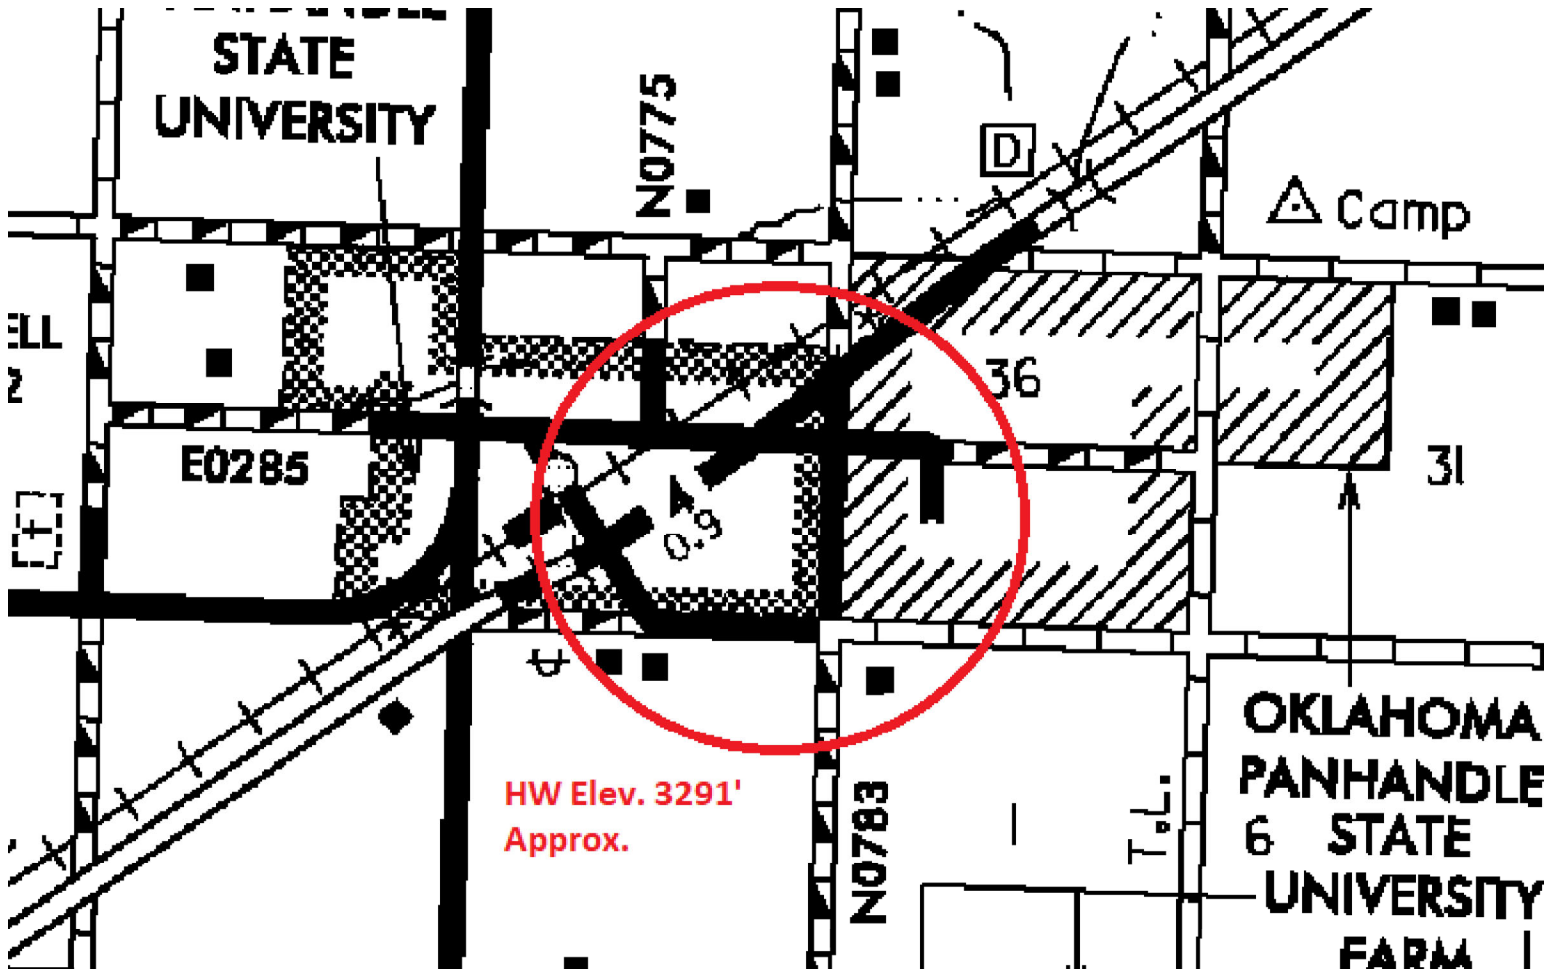 STATE
UNIVERSITY
N0775
D
Camp
ELL
2
36
E0285
31
0.9
HW Elev. 3291'
Approx.
N0783
T.L.
OKLAHOMA
PANHANDLE
6 STATE
UNIVERSITY
FARM